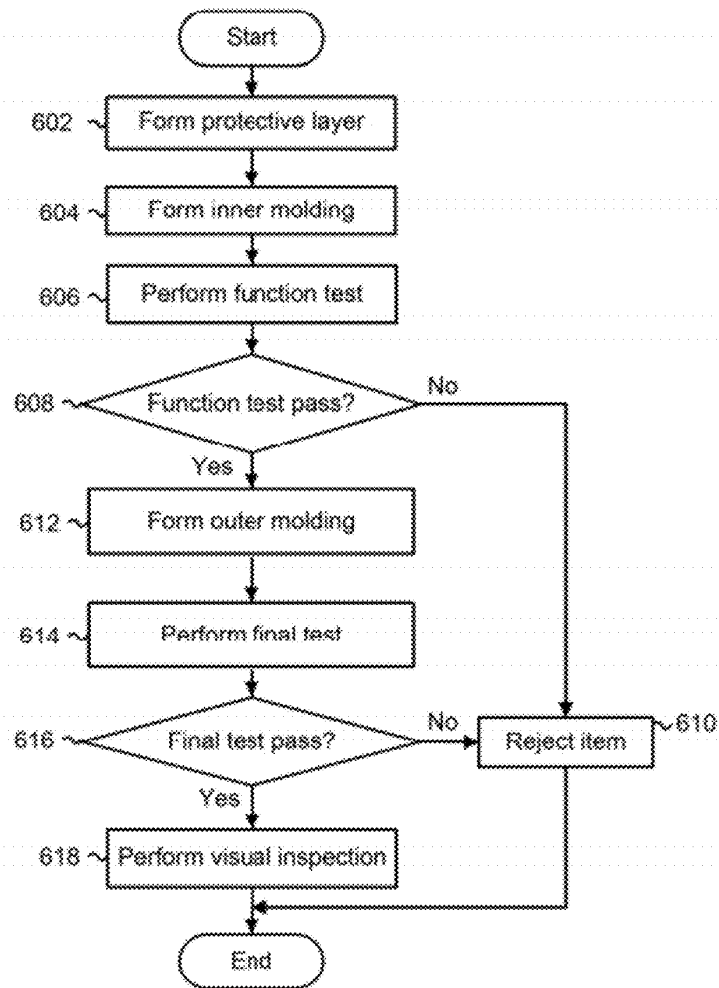 Start
602 Form protective layer
604 Form inner molding
606 Perform function test
608 Function test pass?
No
Yes
612 Form outer molding
614 Perform final test
616 Final test pass?
No
Reject item 610
Yes
618 Perform visual inspection
End